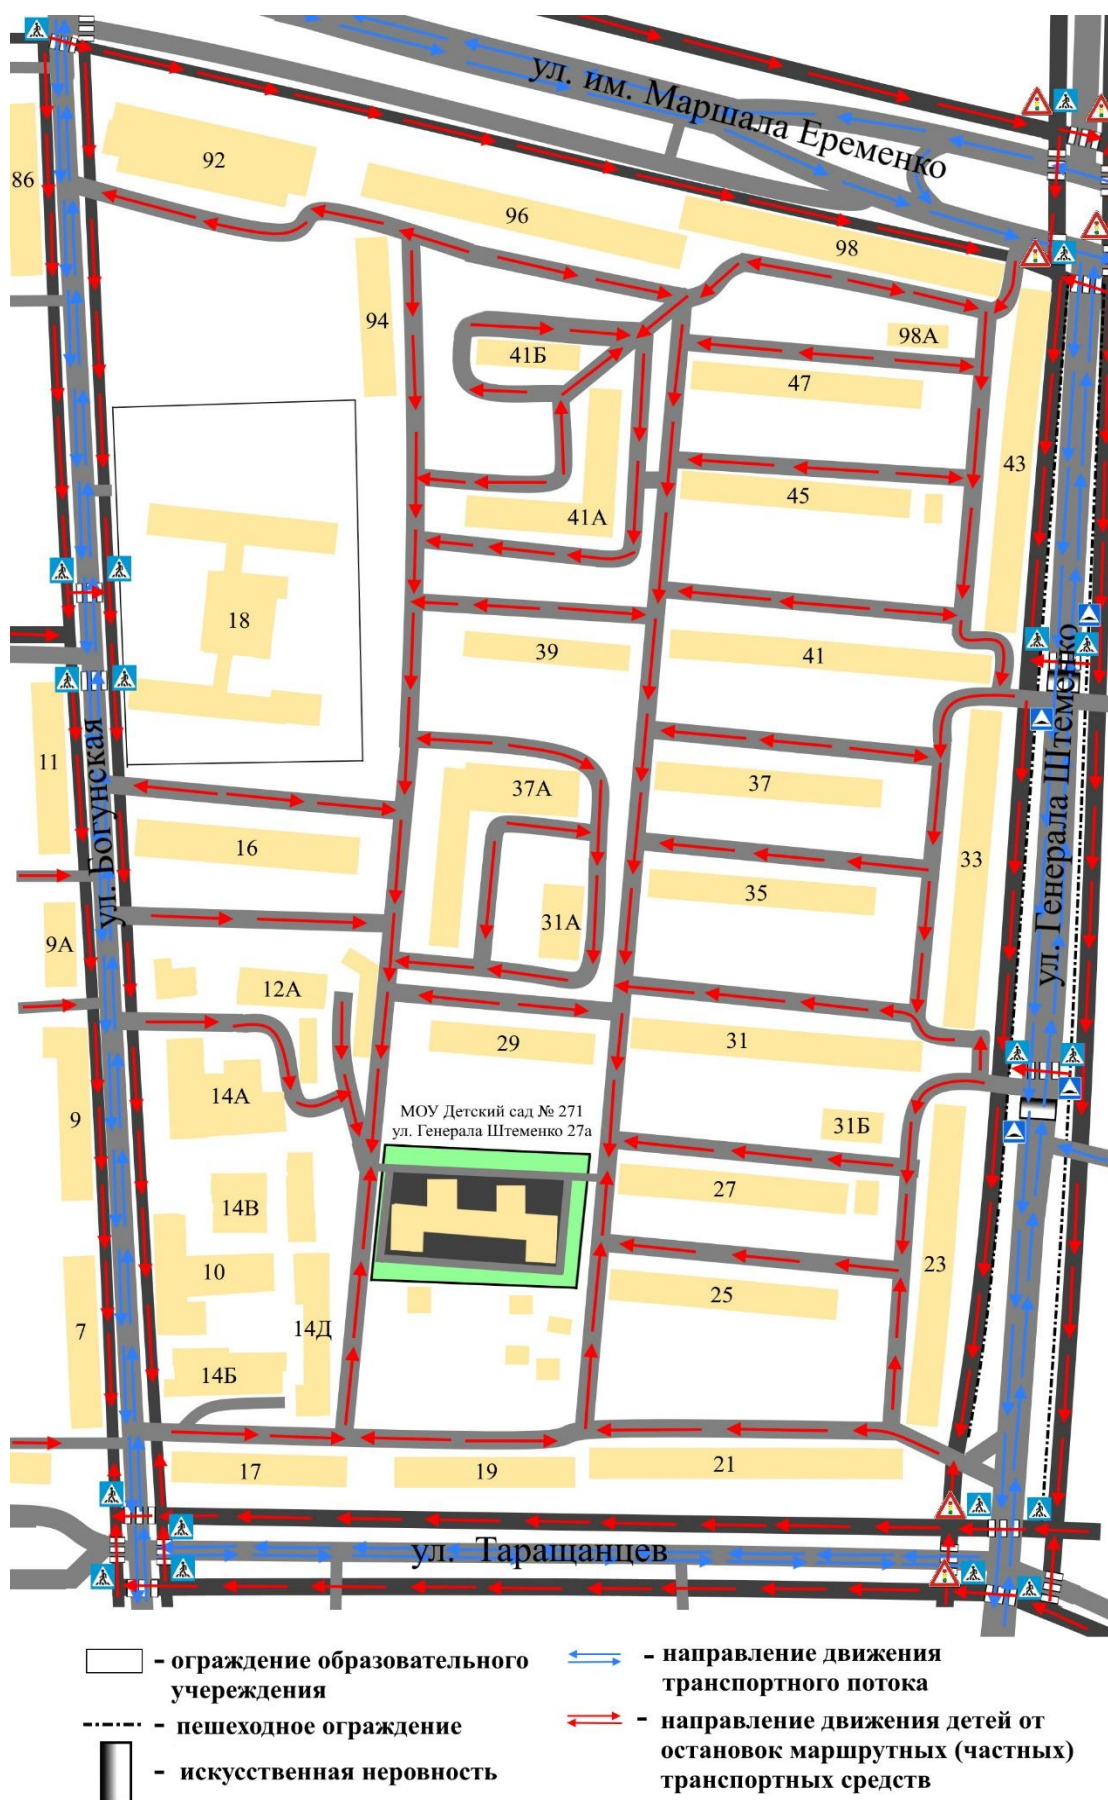 ул. им. Маршала Еременко
92
86
96
98
94
98А
41Б
47
43
45
41А
18
39
41
ул. Богунская
ул. Генерала Штеменко
11
37А
37
16
33
35
9А
31А
12А
29
31
14А
9
МОУ Детский сад № 271
ул. Генерала Штеменко 27а
31Б
27
14В
10
23
25
7
14Д
14Б
17
19
21
ул. Таращанцев
- ограждение образовательного
учереждения
- пешеходное ограждение
- искусственная неровность
- направление движения
транспортного потока
- направление движения детей от
остановок маршрутных (частных)
транспортных средств